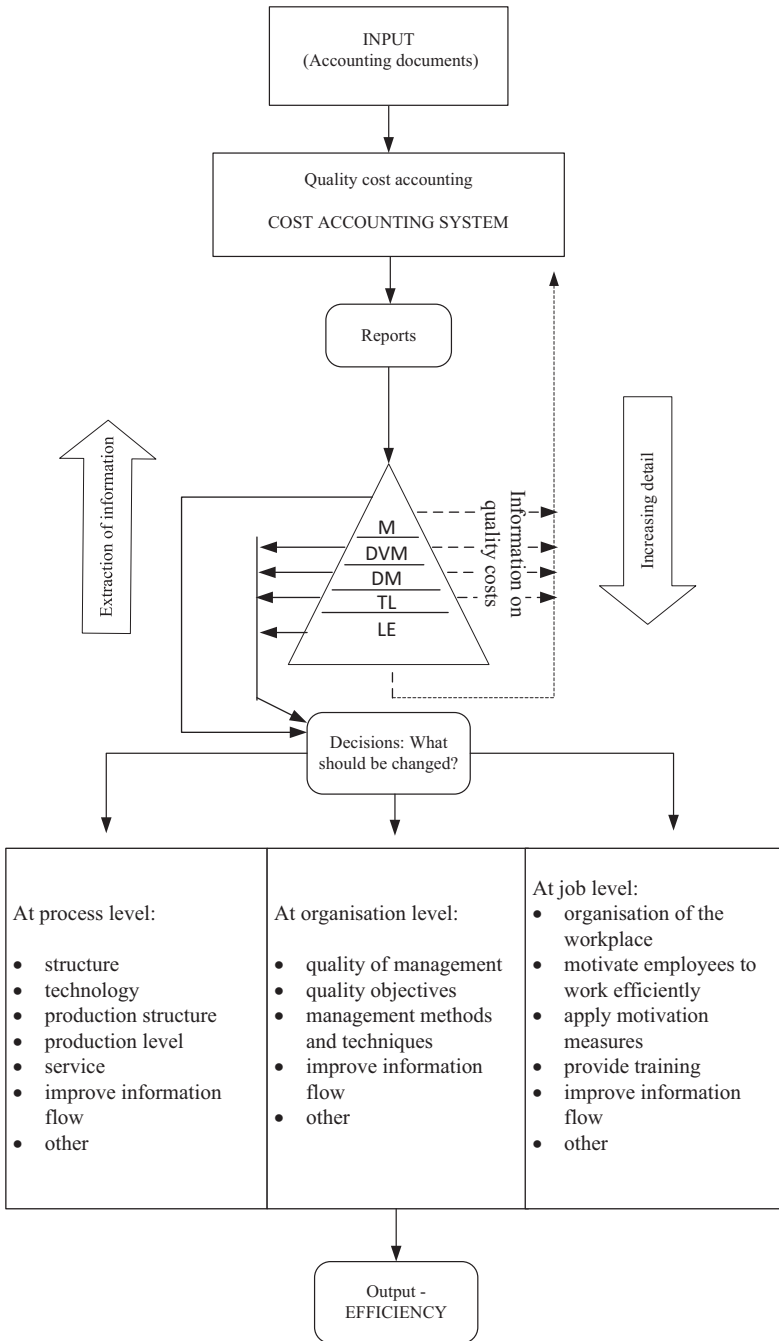 INPUT
(Accounting documents)
Quality cost accounting
COST ACCOUNTING SYSTEM
Reports
Extraction of information
Information on
quality costs
Increasing detail
M
DVM
DM
TL
LE
Decisions: What
should be changed?
At process level:
• structure
• technology
• production structure
• production level
• service
• improve information
flow
• other
At organisation level:
• quality of management
• quality objectives
• management methods
and techniques
• improve information
flow
• other
At job level:
• organisation of the
workplace
• motivate employees to
work efficiently
• apply motivation
measures
• provide training
• improve information
flow
• other
Output -
EFFICIENCY